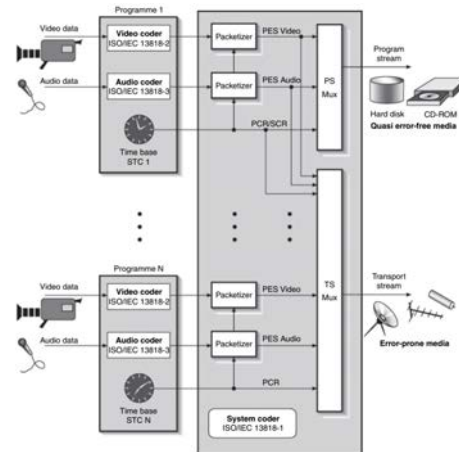 Programme 1
Video data
Video coder
ISO/IEC 13818-2
Packetizer
PES Video
Audio data
Audio coder
ISO/IEC 13818-3
Packetizer
PES Audio
PS
Mux
Program
stream
Hard disk
CD-ROM
Quasi error-free media
PCR/SCR
Time base
STC 1
Programme N
Video data
Video coder
ISO/IEC 13818-2
Packetizer
PES Video
TS
Mux
Transport
stream
Audio data
Audio coder
ISO/IEC 13818-3
Packetizer
PES Audio
Error-prone media
PCR
Time base
STC N
System coder
ISO/IEC 13818-1